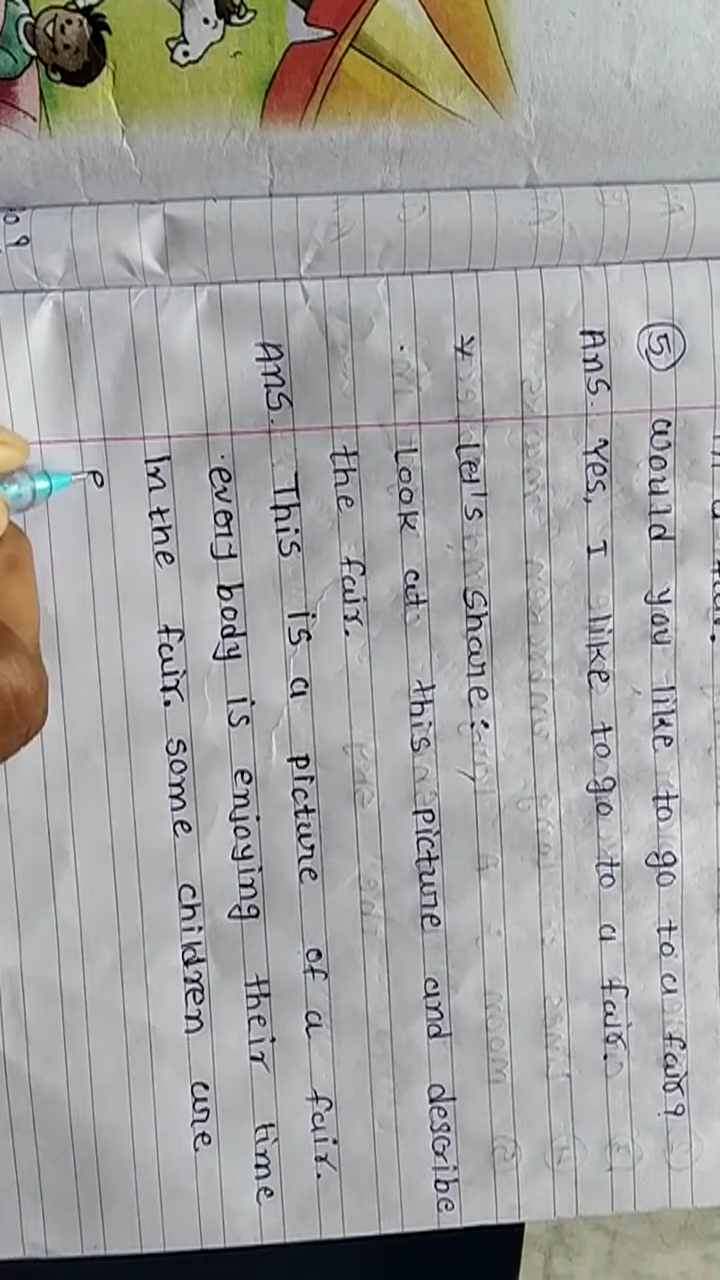 ⑤ would you like to go to a fair?
Ans. Yes, I like to go to a fair.
* Let's share:
Look at this picture and describe
the fair.
Ans. This is a picture of a fair.
every body is enjoying their time
In the fair. some children are
P